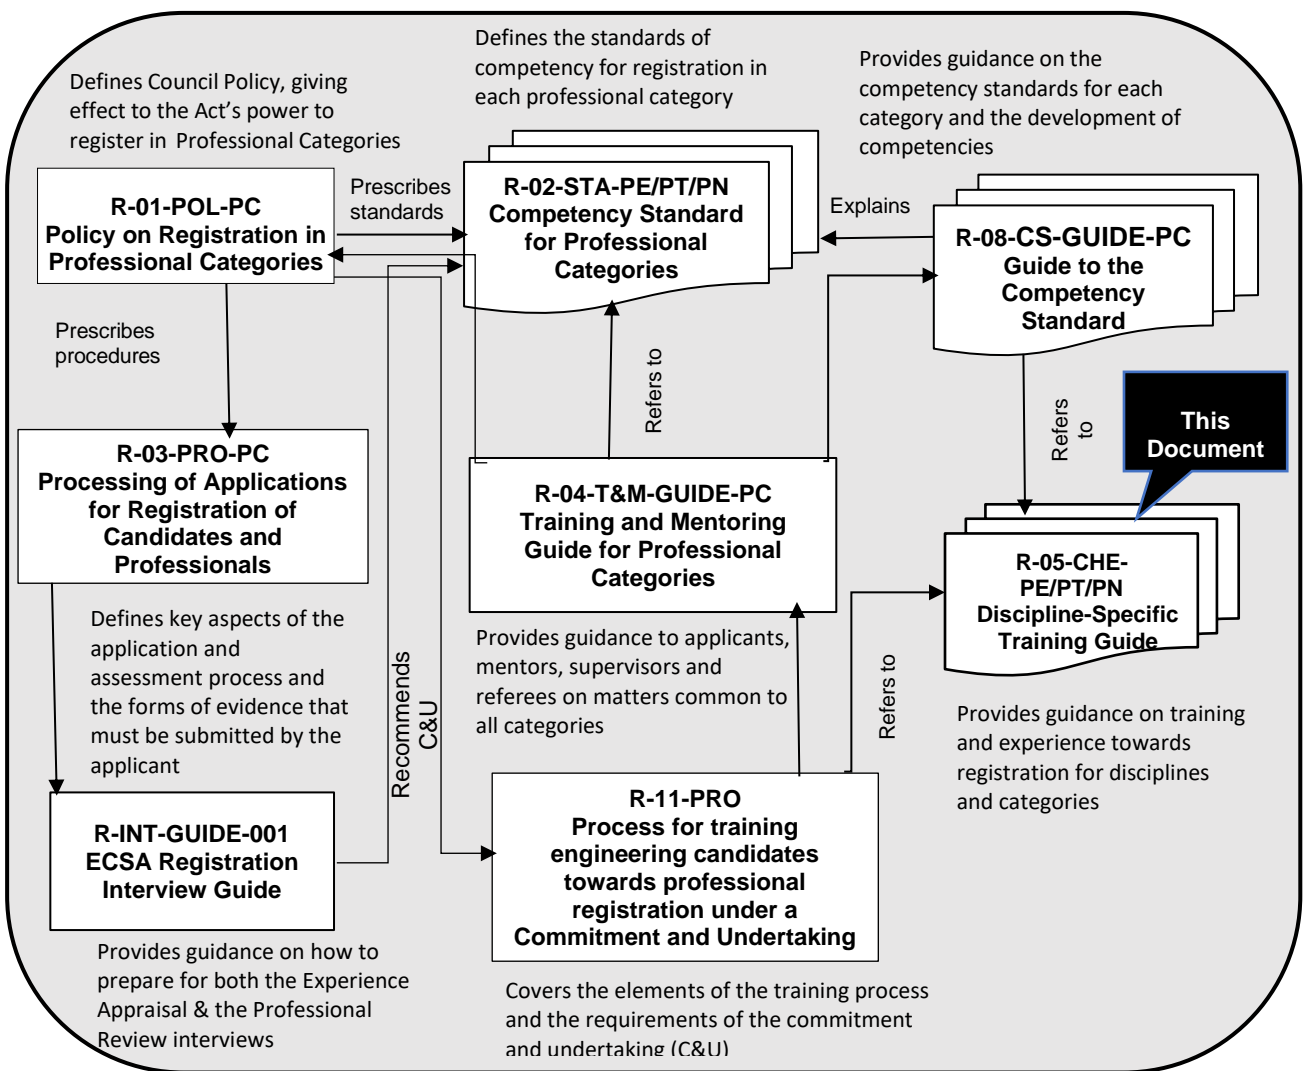 Defines Council Policy, giving
effect to the Act's power to
register in Professional Categories
Defines the standards of
competency for registration in
each professional category
Provides guidance on the
competency standards for each
category and the development of
competencies
R-01-POL-PC
Policy on Registration in
Professional Categories
Prescribes
standards
R-02-STA-PE/PT/PN
Competency Standard
for Professional
Categories
Explains
R-08-CS-GUIDE-PC
Guide to the
Competency
Standard
Prescribes
procedures
Refers to
Refers
to
This
Document
R-03-PRO-PC
Processing of Applications
for Registration of
Candidates and
Professionals
R-04-T&M-GUIDE-PC
Training and Mentoring
Guide for Professional
Categories
R-05-CHE-
PE/PT/PN
Discipline-Specific
Training Guide
Defines key aspects of the
application and
assessment process and
the forms of evidence that
must be submitted by the
applicant
Recommends
C&U
Provides guidance to applicants,
mentors, supervisors and
referees on matters common to
all categories
Refers to
Provides guidance on training
and experience towards
registration for disciplines
and categories
R-INT-GUIDE-001
ECSA Registration
Interview Guide
R-11-PRO
Process for training
engineering candidates
towards professional
registration under a
Commitment and Undertaking
Provides guidance on how to
prepare for both the Experience
Appraisal & the Professional
Review interviews
Covers the elements of the training process
and the requirements of the commitment
and undertaking (C&U)